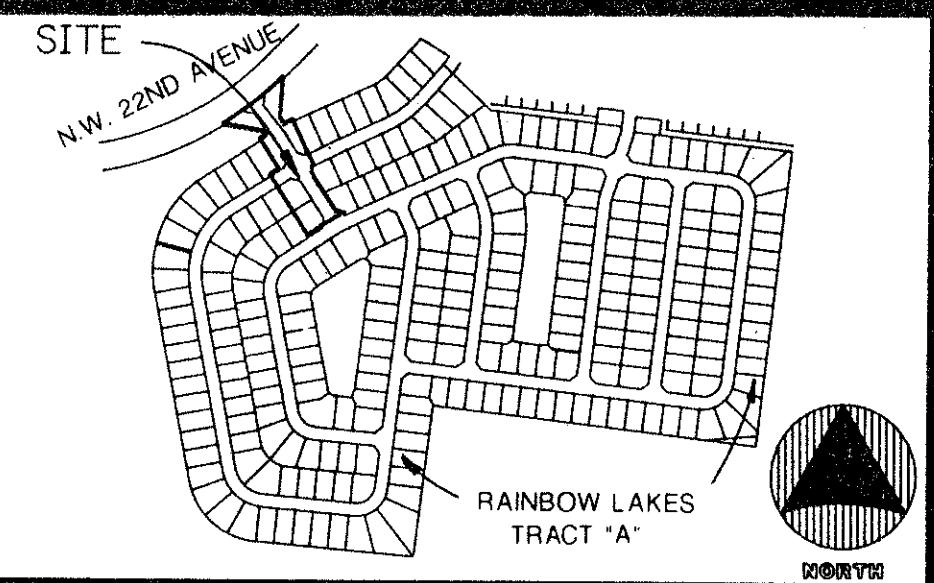 SITE
N.W. 22ND AVENUE
RAINBOW LAKES
TRACT "A"
NORTH